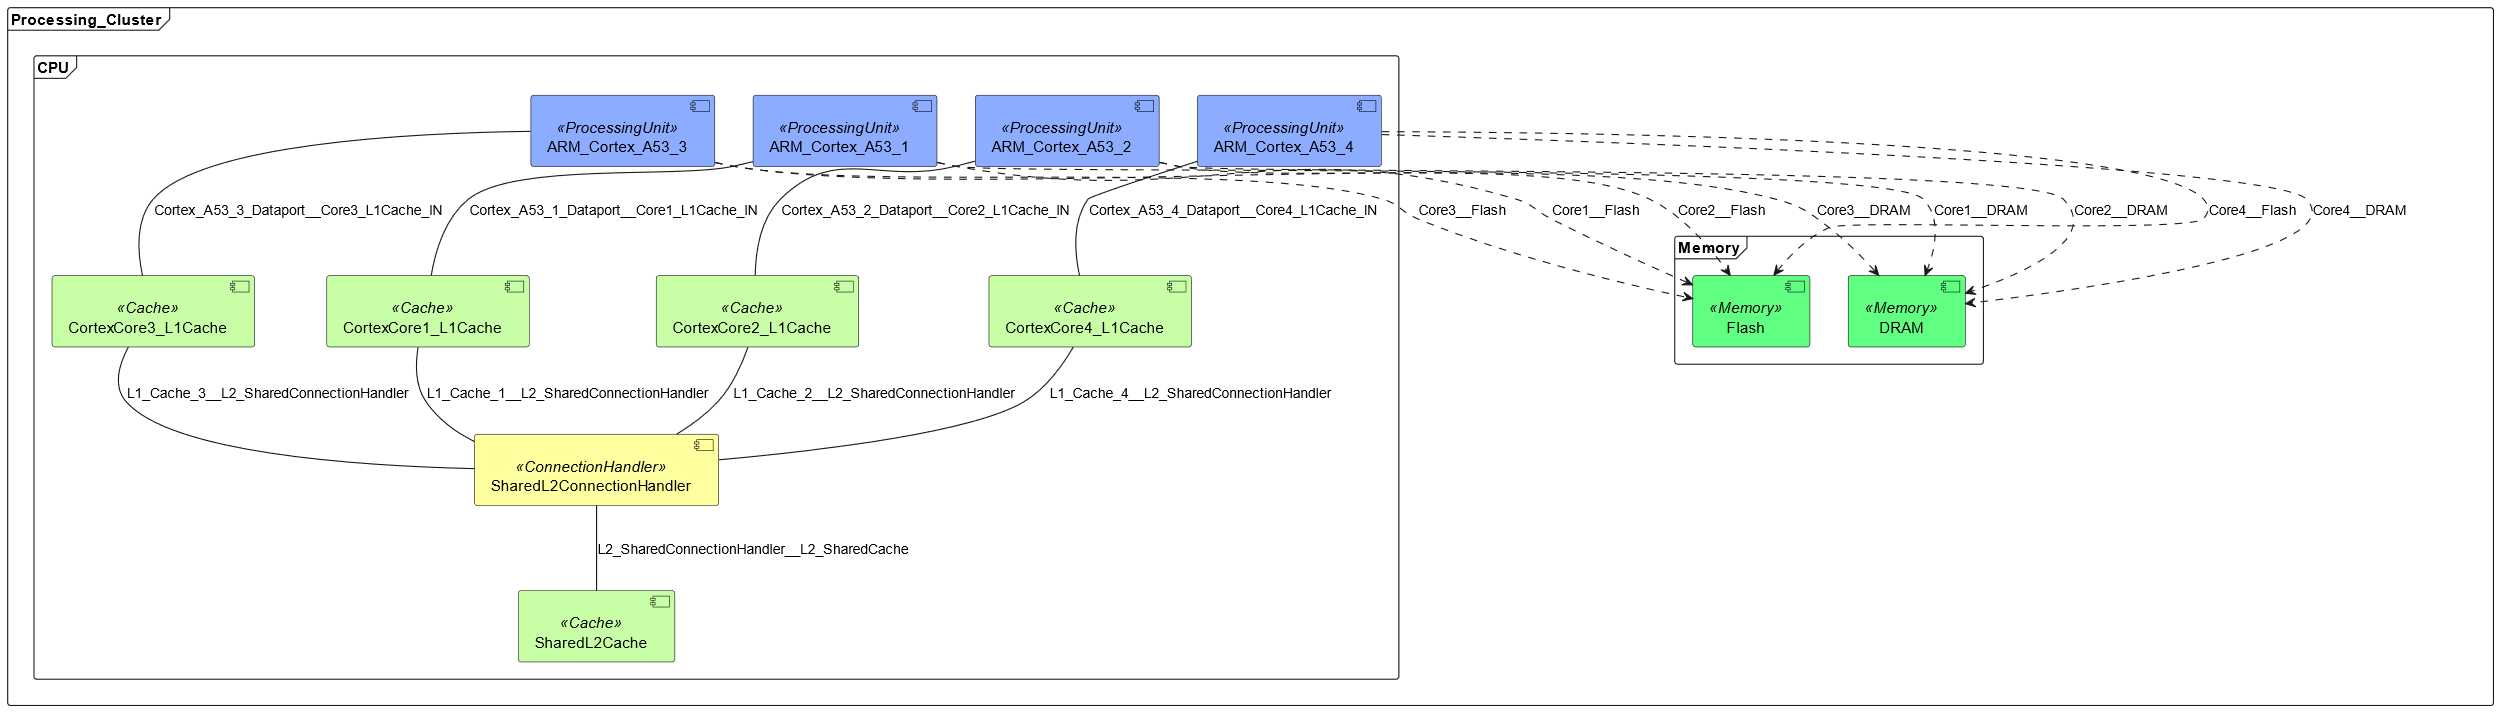 Processing_Cluster
CPU
«ProcessingUnit»
ARM_Cortex_A53_3
«ProcessingUnit»
ARM_Cortex_A53_1
«ProcessingUnit»
ARM_Cortex_A53_2
«ProcessingUnit»
ARM_Cortex_A53_4
Cortex_A53_3_Dataport__Core3_L1Cache_IN
Cortex_A53_1_Dataport__Core1_L1Cache_IN
Cortex_A53_2_Dataport__Core2_L1Cache_IN
Cortex_A53_4_Dataport__Core4_L1Cache_IN
Core3__Flash
Core1__Flash
Core2__Flash
Core3__DRAM
Core1__DRAM
Core2__DRAM
Core4__Flash
Core4__DRAM
Memory
«Cache»
CortexCore3_L1Cache
«Cache»
CortexCore1_L1Cache
«Cache»
CortexCore2_L1Cache
«Cache»
CortexCore4_L1Cache
«Memory»
Flash
«Memory»
DRAM
L1_Cache_3__L2_SharedConnectionHandler
L1_Cache_1__L2_SharedConnectionHandler
L1_Cache_2__L2_SharedConnectionHandler
L1_Cache_4__L2_SharedConnectionHandler
«ConnectionHandler»
SharedL2ConnectionHandler
L2_SharedConnectionHandler__L2_SharedCache
«Cache»
SharedL2Cache